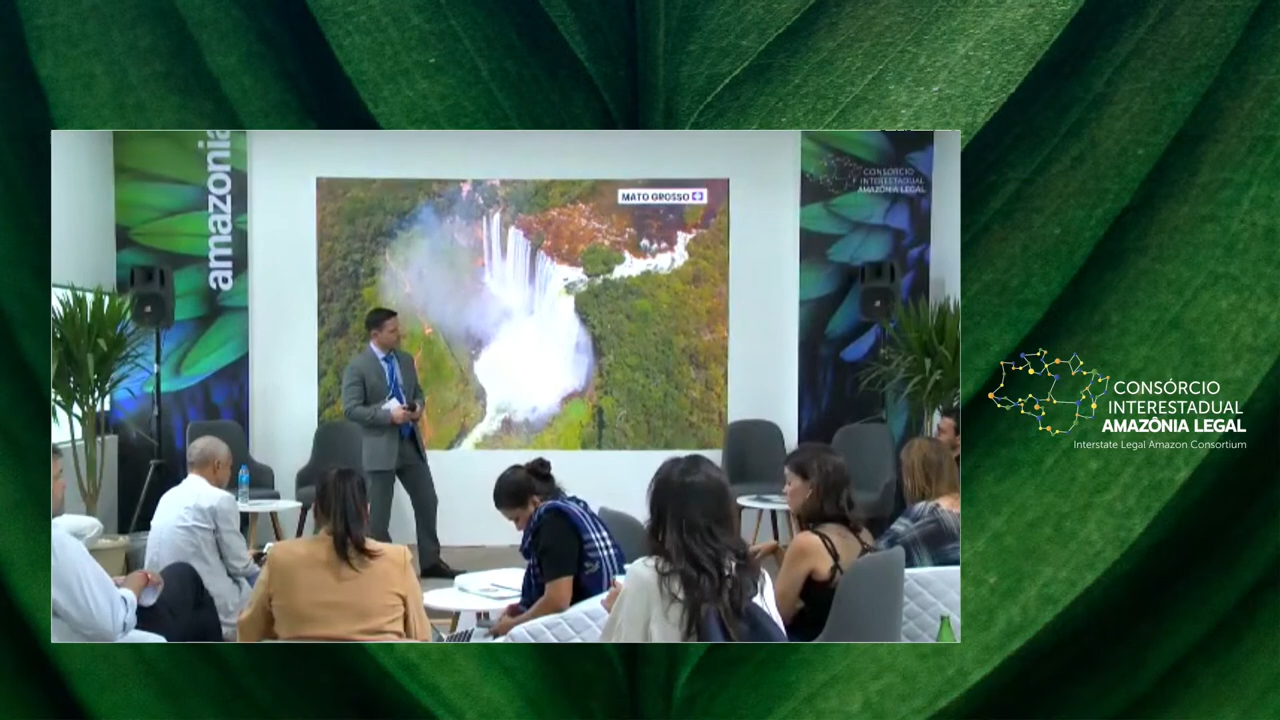 amazonia
MATO GROSSO
CONSÓRCIO
INTERESTADUAL
AMAZÔNIA LEGAL
CONSÓRCIO
INTERESTADUAL
AMAZÔNIA LEGAL
Interstate Legal Amazon Consortium